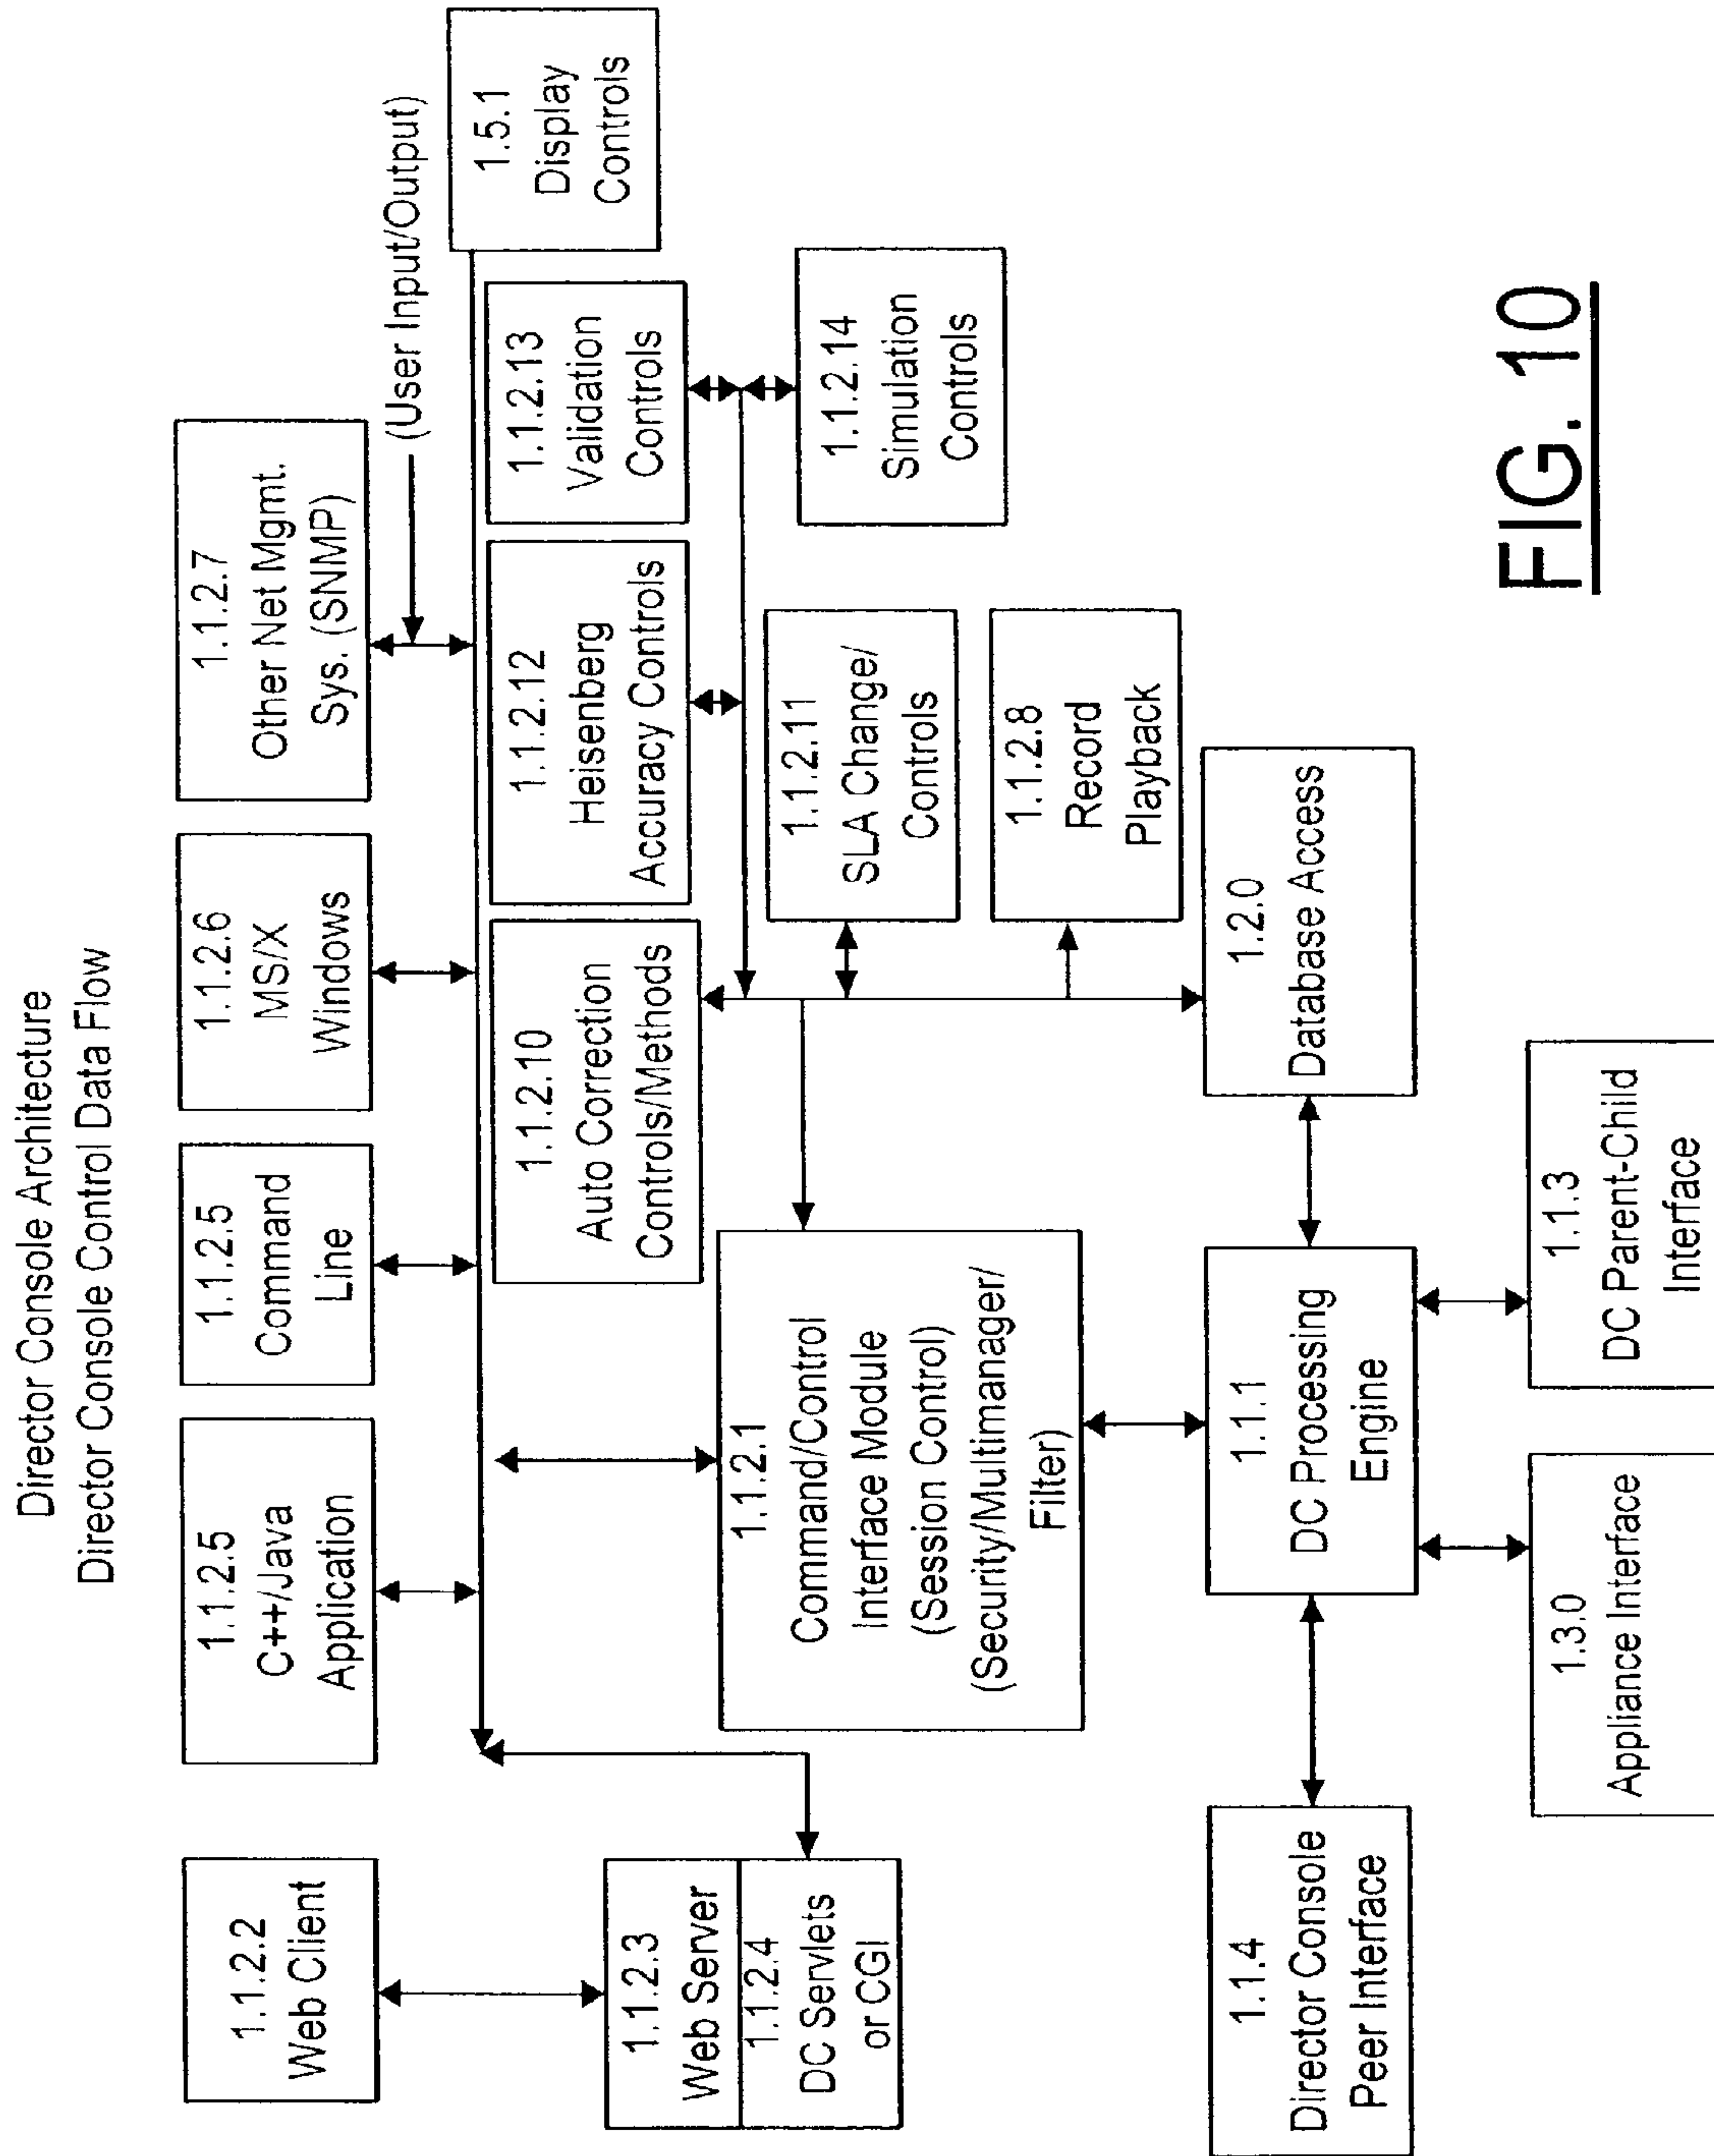 Director Console Architecture
Director Console Control Data Flow
1.1.2.2
Web Client
1.1.2.5
C++/Java
Application
1.1.2.5
Command
Line
1.1.2.6
MS/X
Windows
1.1.2.7
Other Net Mgmt.
Sys. (SNMP)
(User Input/Output)
1.5.1
Display
Controls
1.1.2.3
Web Server
1.1.2.4
DC Servlets
or CGI
1.1.2.10
Auto Correction
Controls/Methods
1.1.2.12
Heisenberg
Accuracy Controls
1.1.2.13
Validation
Controls
1.1.2.1
Command/Control
Interface Module
(Session Control)
(Security/Multimanager/
Filter)
1.1.2.11
SLA Change/
Controls
1.1.2.14
Simulation
Controls
1.1.2.8
Record
Playback
1.1.4
Director Console
Peer Interface
1.1.1
DC Processing
Engine
1.2.0
Database Access
1.3.0
Appliance Interface
1.1.3
DC Parent-Child
Interface
FIG. 10